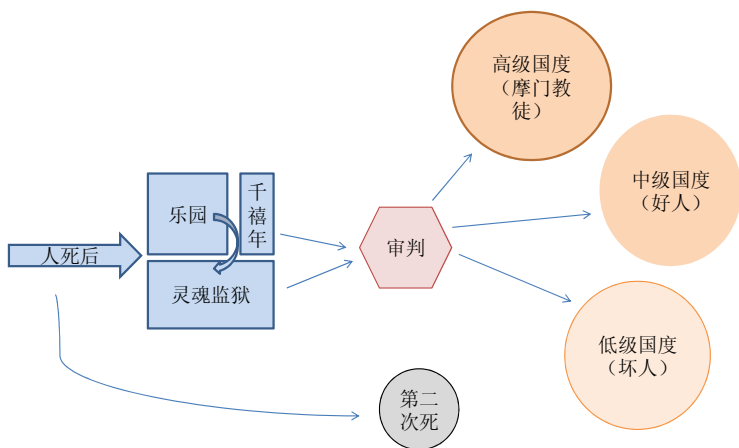 人死后
乐园
千
禧
年
灵魂监狱
审判
高级国度
（摩门教
徒）
中级国度
（好人）
低级国度
（坏人）
第二
次死